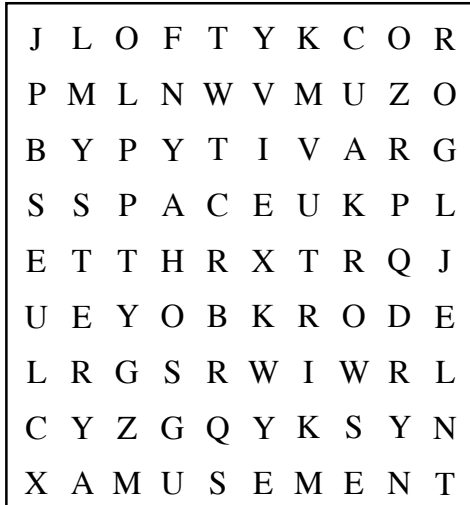 J L O F T Y K C O R
P M L N W V M U Z O
B Y P Y T I V A R G
S S P A C E U K P L
E T T H R X T R Q J
U E Y O B K R O D E
L R G S R W I W R L
C Y Z G Q Y K S Y N
X A M U S E M E N T